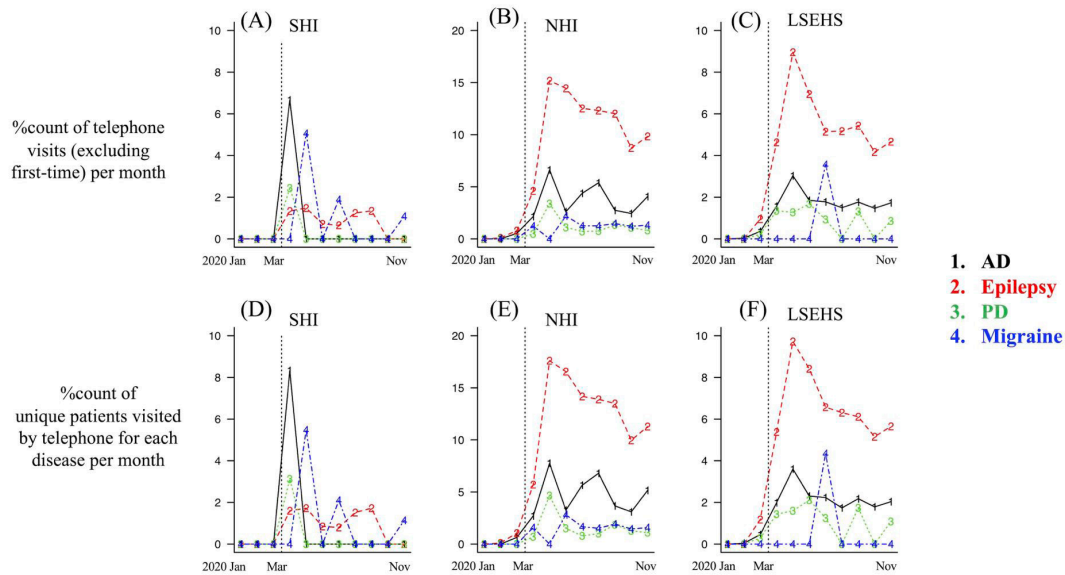 (A)
SHI
(B)
NHI
(C)
LSEHS
%count of telephone
visits (excluding
first-time) per month
10
8
6
4
2
0
2020 Jan
Mar
Nov
20
15
10
5
0
2020 Jan
Mar
Nov
10
8
6
4
2
0
2020 Jan
Mar
Nov
1. AD
2. Epilepsy
3. PD
4. Migraine
(D)
SHI
(E)
NHI
(F)
LSEHS
%count of
unique patients visited
by telephone for each
disease per month
10
8
6
4
2
0
2020 Jan
Mar
Nov
20
15
10
5
0
2020 Jan
Mar
Nov
10
8
6
4
2
0
2020 Jan
Mar
Nov